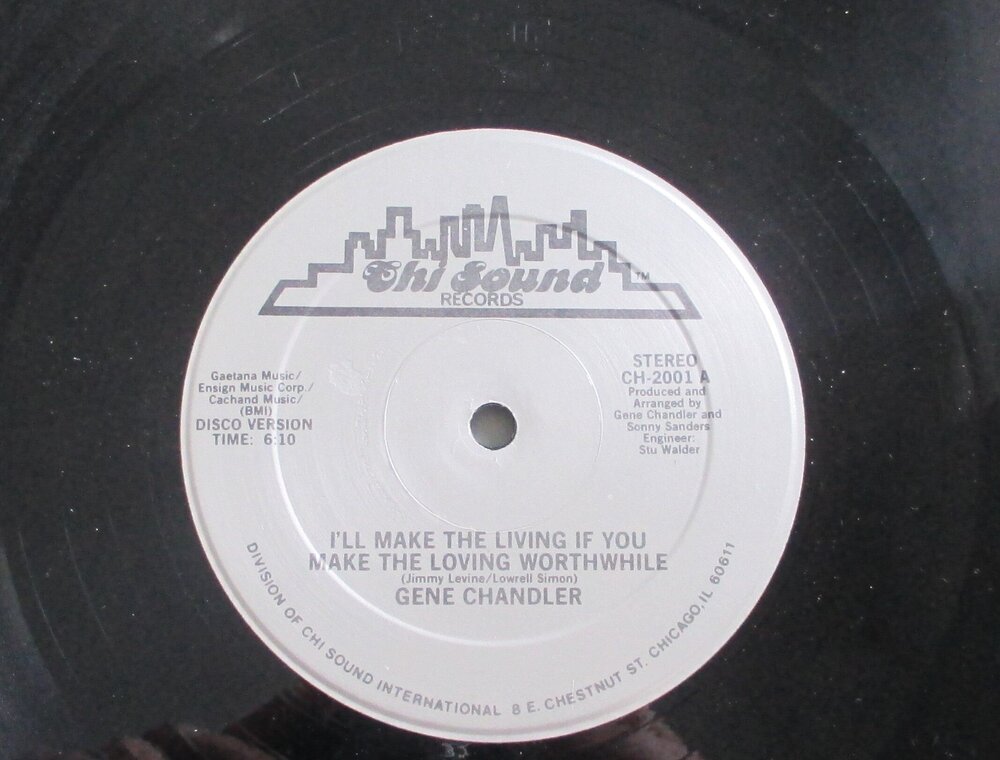 Chi Sound™
RECORDS
Gaetana Music/
Ensign Music Corp./
Cachand Music/
(BMI)
DISCO VERSION
TIME: 6:10
STEREO
CH-2001 A
Produced and
Arranged by
Gene Chandler and
Sonny Sanders
Engineer:
Stu Walder
I'LL MAKE THE LIVING IF YOU
MAKE THE LOVING WORTHWHILE
(Jimmy Levine/Lowrell Simon)
GENE CHANDLER
DIVISION OF CHI SOUND INTERNATIONAL 8 E. CHESTNUT ST. CHICAGO, IL 60611